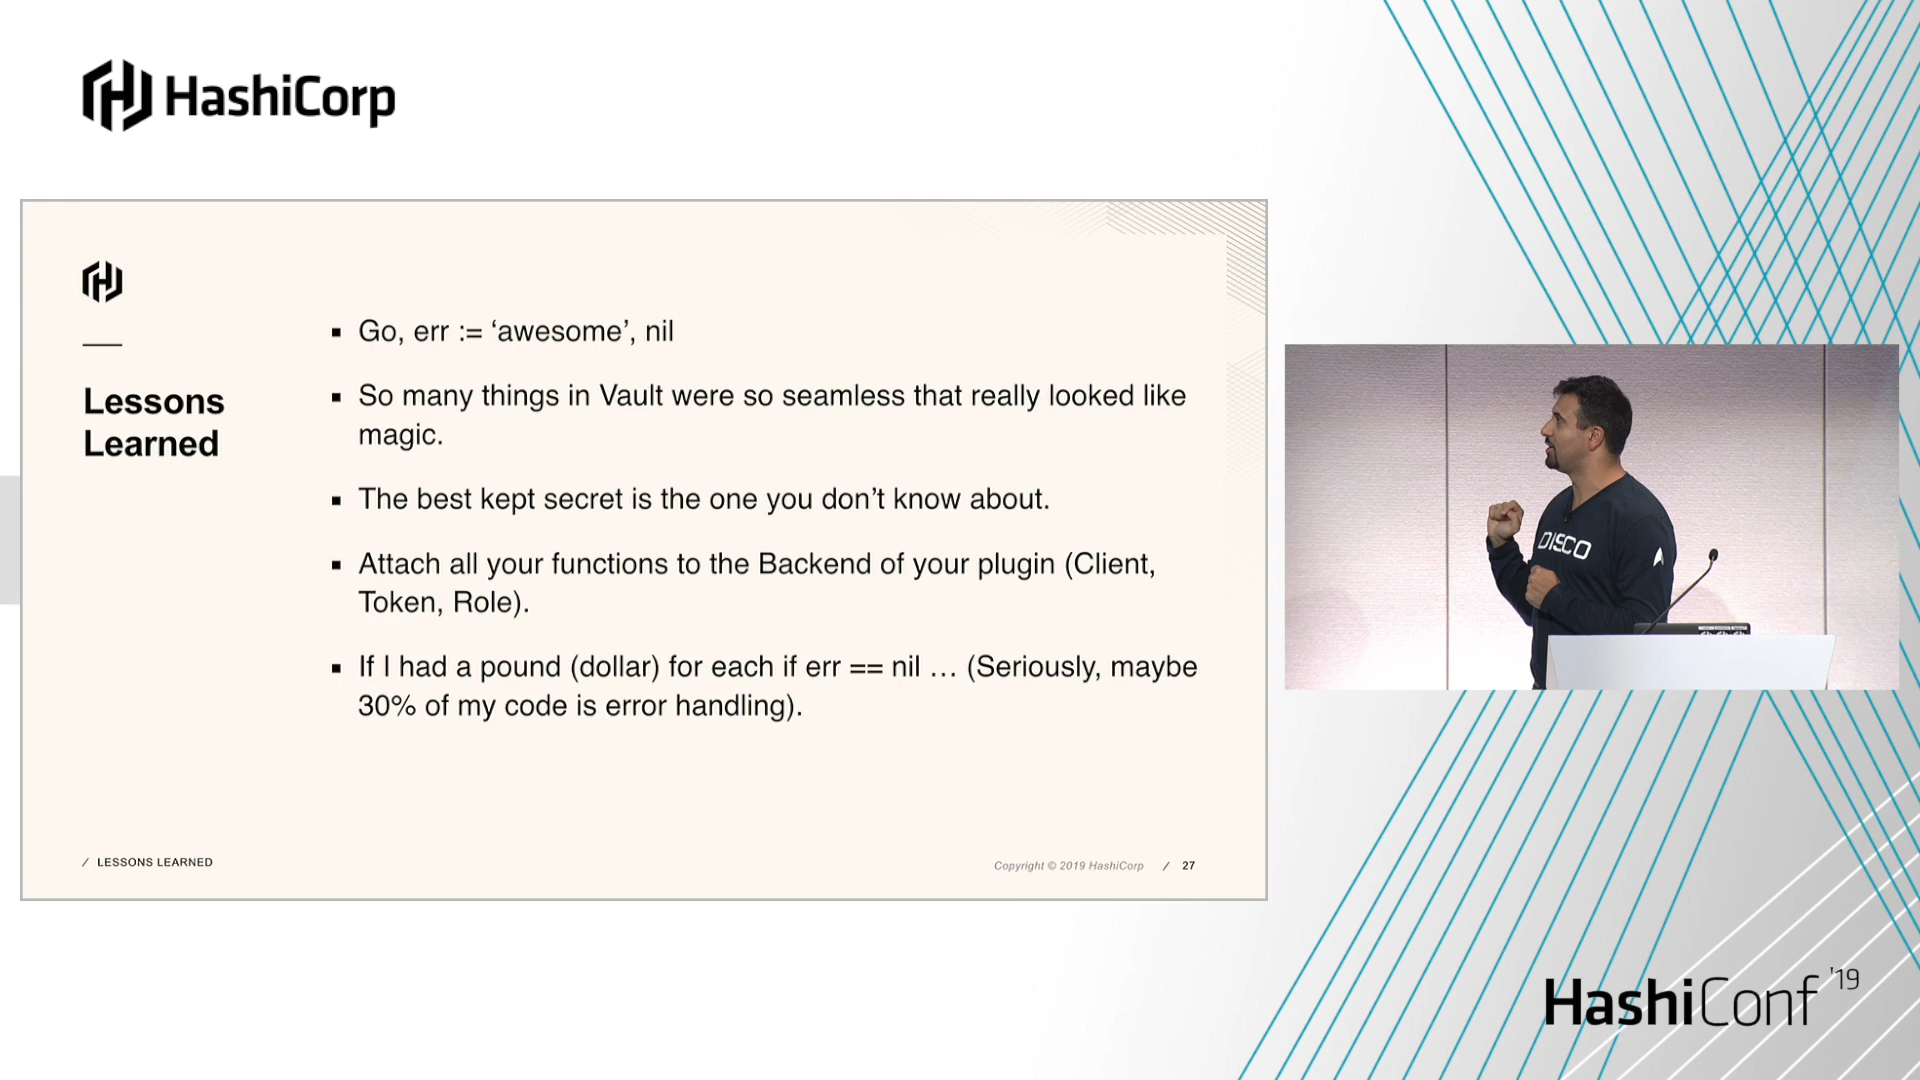 HashiCorp
Lessons
Learned
▪ Go, err := ‘awesome’, nil
▪ So many things in Vault were so seamless that really looked like
magic.
▪ The best kept secret is the one you don’t know about.
▪ Attach all your functions to the Backend of your plugin (Client,
Token, Role).
▪ If I had a pound (dollar) for each if err == nil … (Seriously, maybe
30% of my code is error handling).
/ LESSONS LEARNED
Copyright © 2019 HashiCorp / 27
DISCO
HashiConf '19